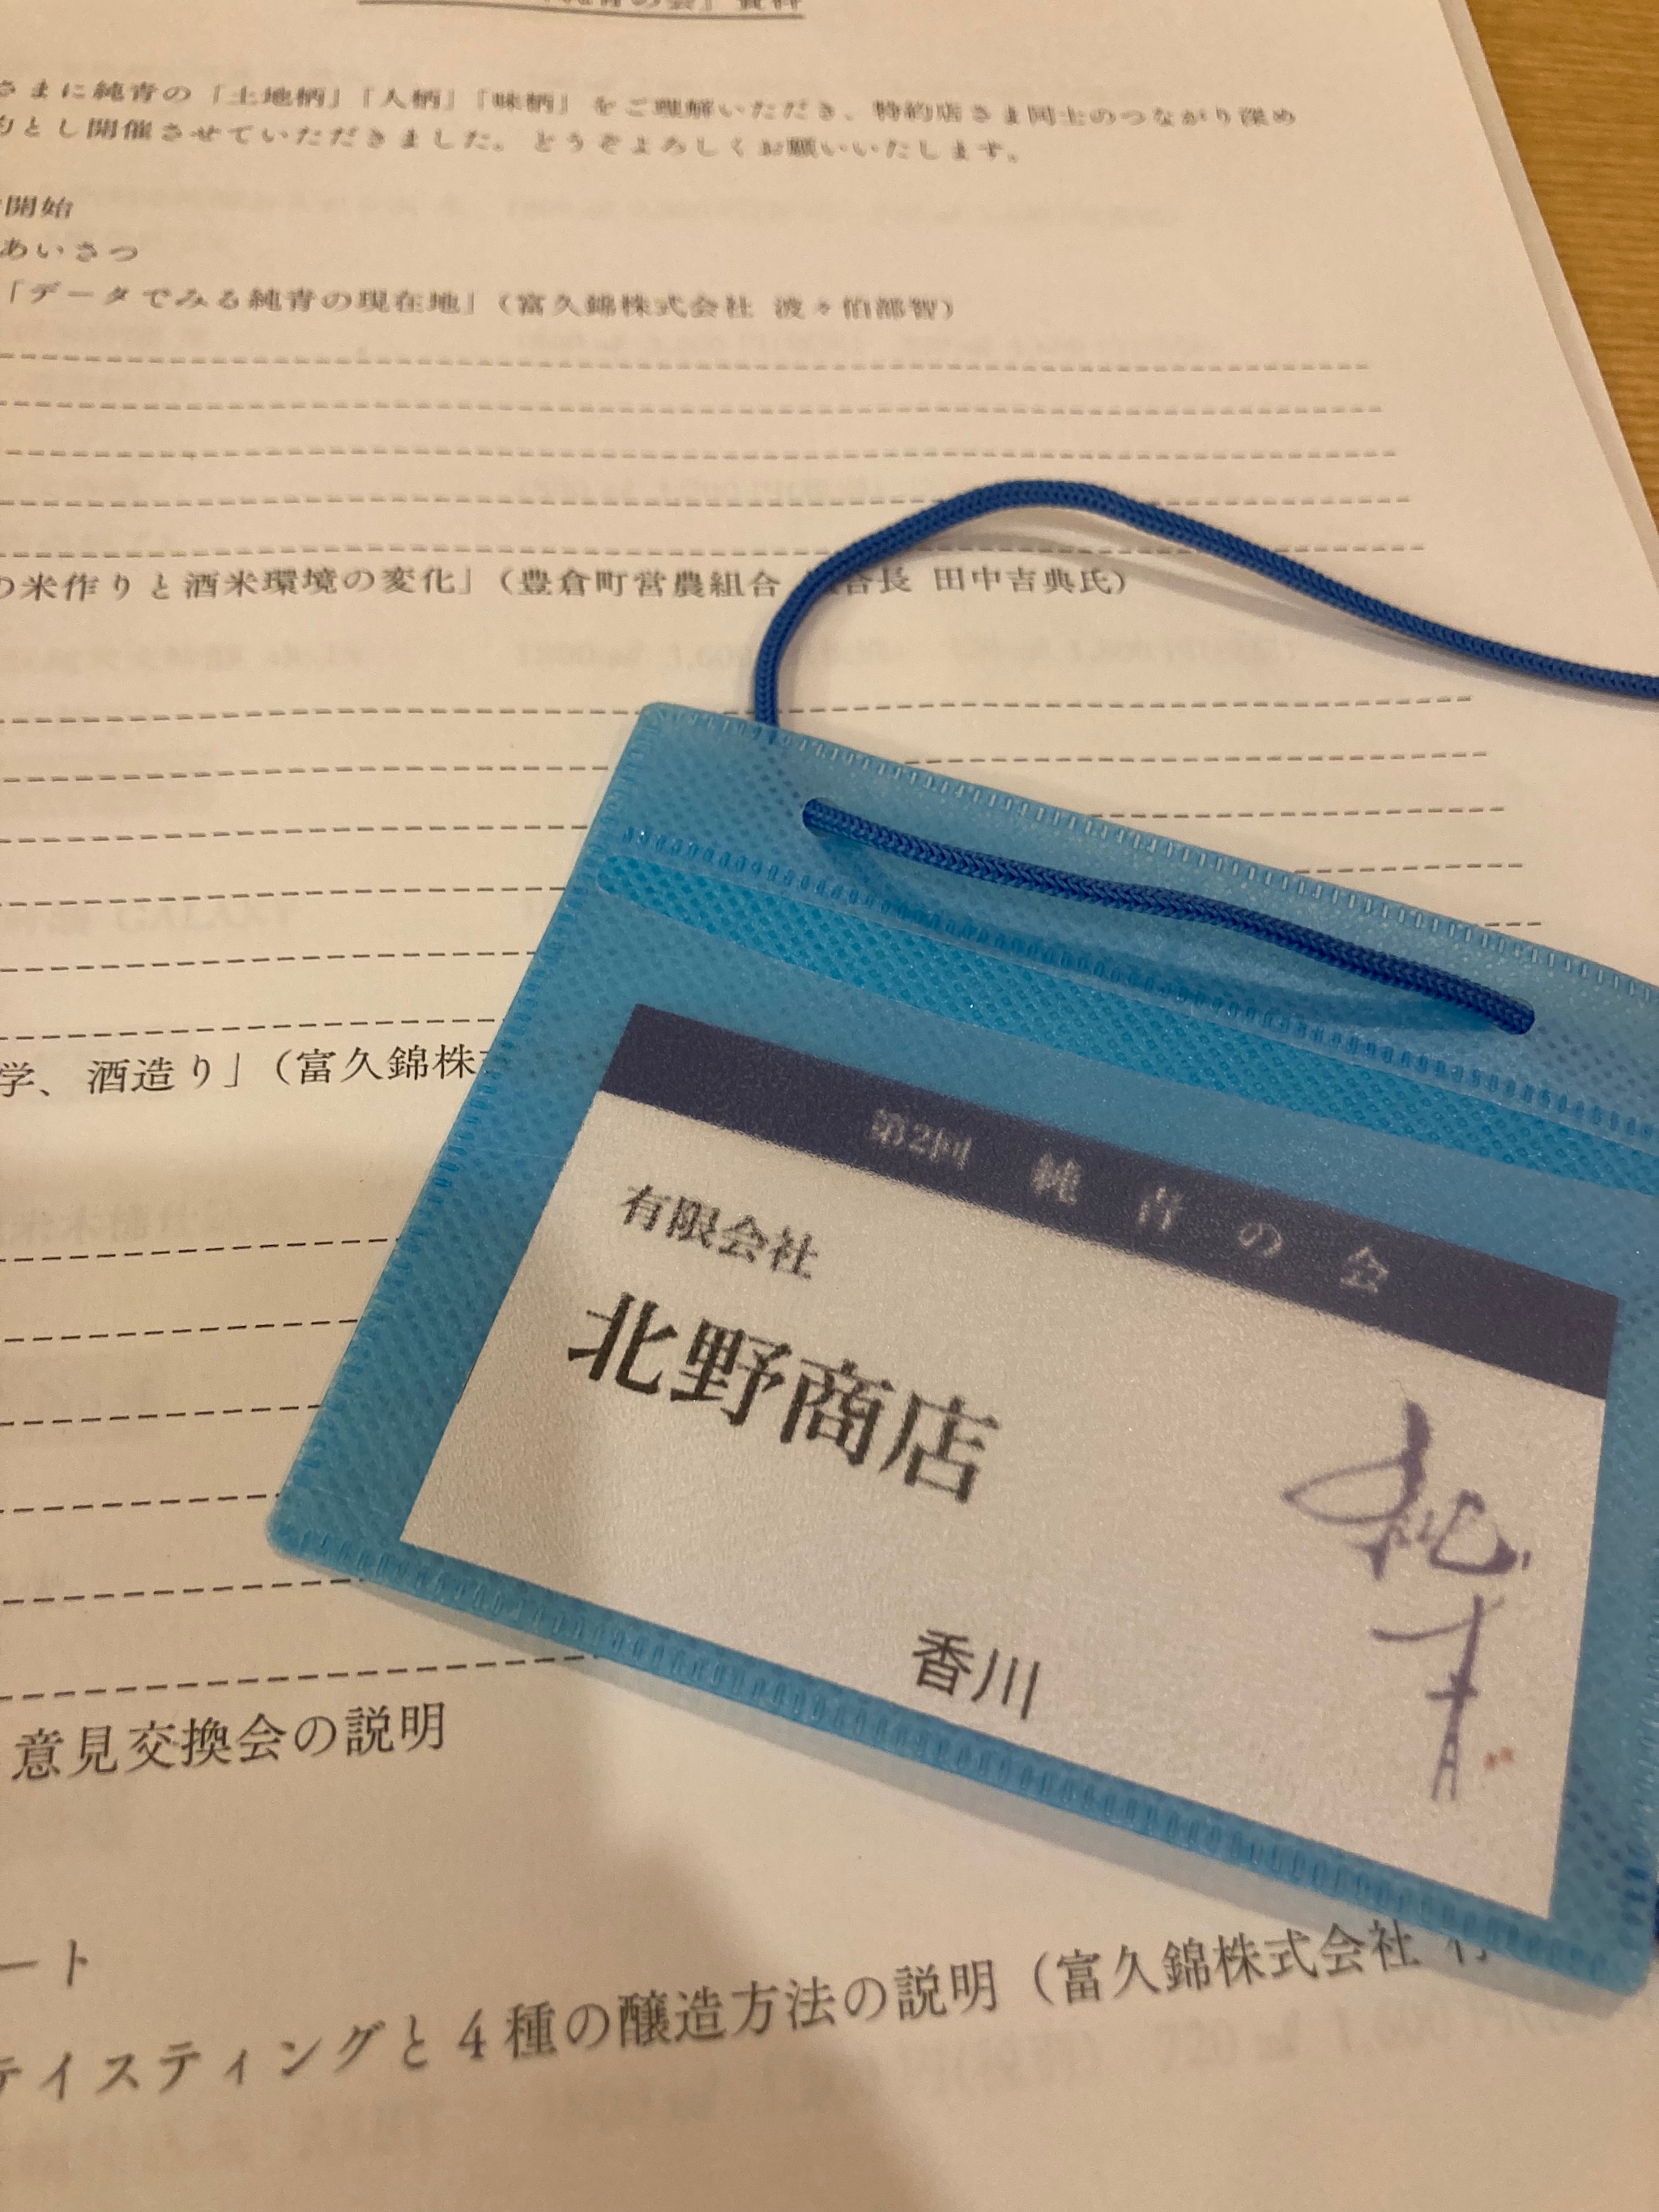 「純青の会」資料
さまに純青の「土地柄」「人柄」「味柄」をご理解いただき、特約店さま同士のつながり深め
とし開催させていただきました。どうぞよろしくお願いいたします。
開始
あいさつ
「データでみる純青の現在地」（富久錦株式会社 波々伯部智）
の米作りと酒米環境の変化」（豊倉町営農組合 合長 田中吉典氏）
学、酒造り」（富久錦株
意見交換会の説明
ート
テイスティングと4種の醸造方法の説明（富久錦株式会社
第2回 純青の会
有限会社
北野商店
香川
純青